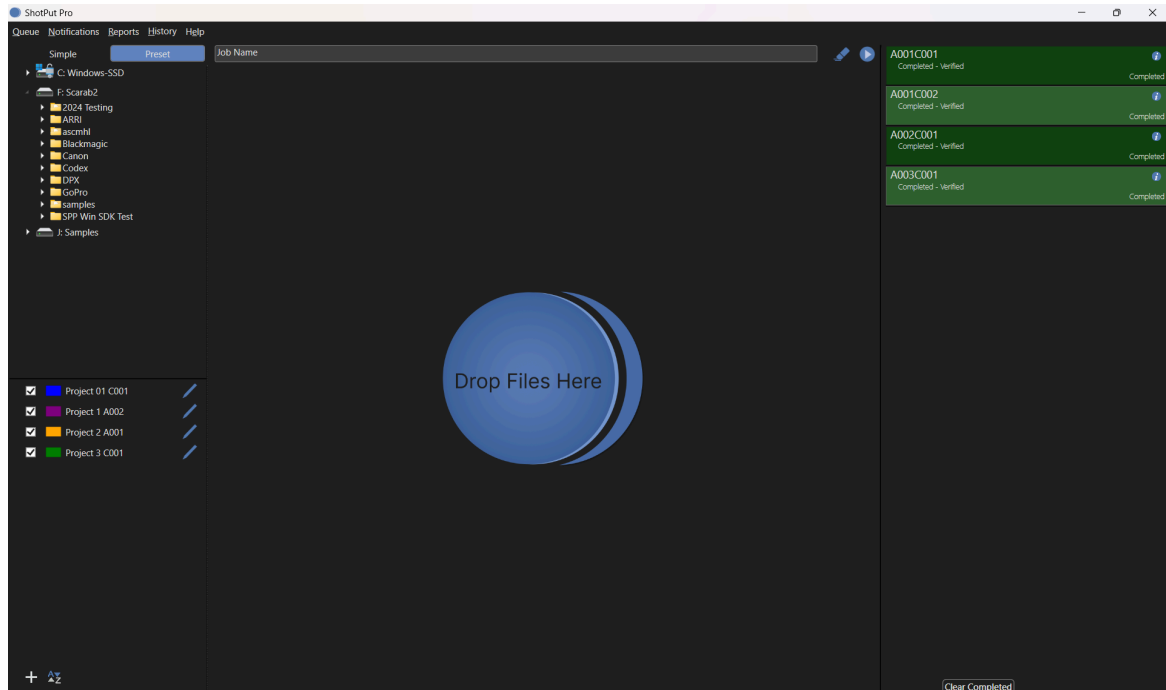 ShotPut Pro
Queue Notifications Reports History Help
Simple Preset
C: Windows-SSD
F: Scarab2
2024 Testing
ARRI
ascmhl
Blackmagic
Canon
Codex
DPX
GoPro
samples
SPP Win SDK Test
J: Samples
Project 01 C001
Project 1 A002
Project 2 A001
Project 3 C001
AZ
Job Name
Drop Files Here
A001C001
Completed - Verified
Completed
A001C002
Completed - Verified
Completed
A002C001
Completed - Verified
Completed
A003C001
Completed - Verified
Completed
Clear Completed